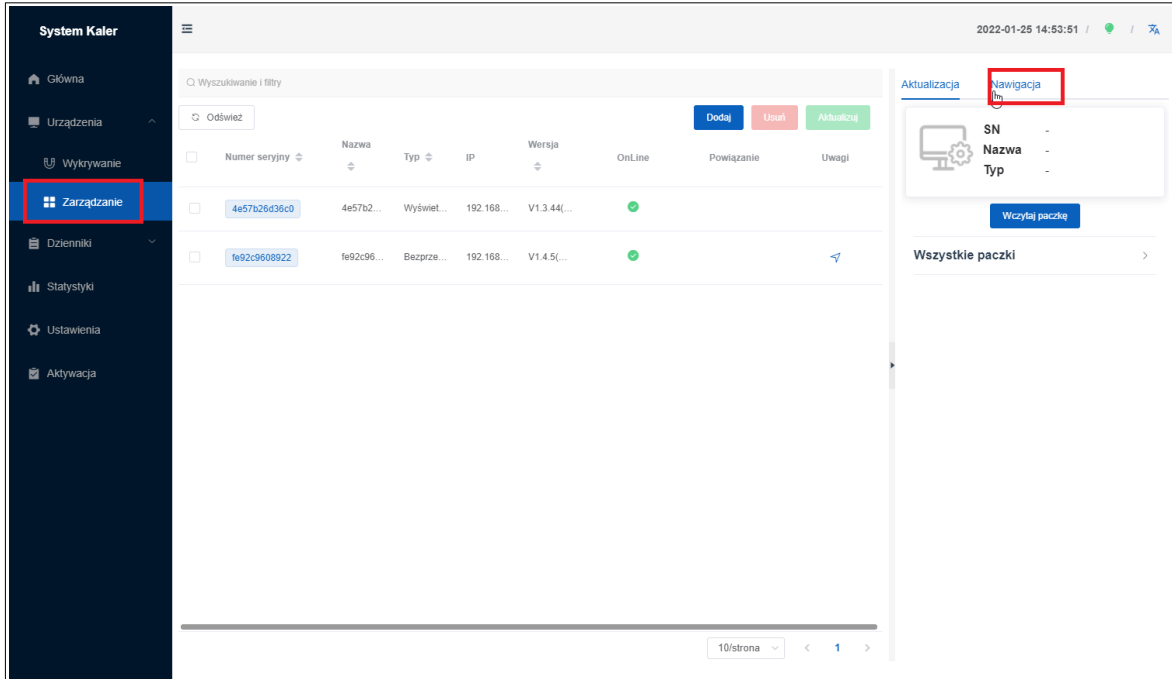 System Kaler
2022-01-25 14:53:51 / /
Główna
Urządzenia
Wykrywanie
Zarządzanie
Dzienniki
Statystyki
Ustawienia
Aktywacja
Wyszukiwanie i filtry
Odśwież
Dodaj Usuń Aktualizuj
Numer seryjny Nazwa Typ IP Wersja OnLine Powiązanie Uwagi
4e57b26d36c0 4e57b2... Wyświet... 192.168... V1.3.44(...
fe92c9608922 fe92c96... Bezprze... 192.168... V1.4.5(...
10/strona < 1 >
Aktualizacja Nawigacja
SN -
Nazwa -
Typ -
Wczytaj paczkę
Wszystkie paczki